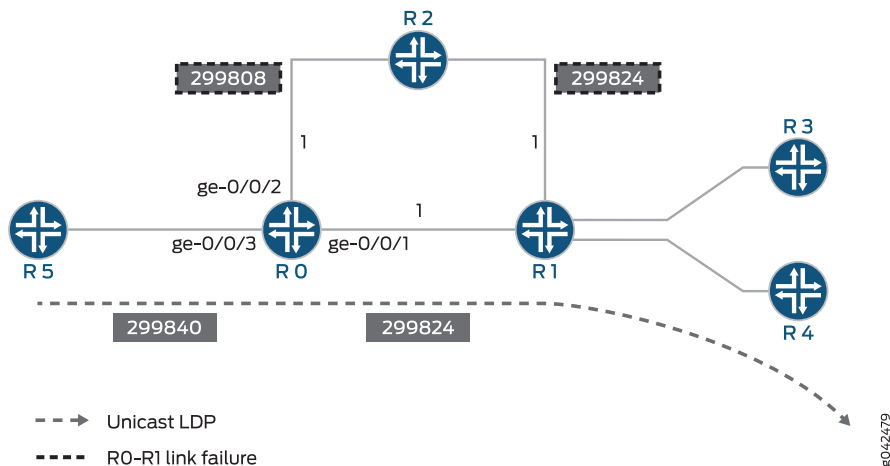 R 2
299808
299824
R 3
1
1
ge-0/0/2
1
ge-0/0/3
ge-0/0/1
R 5
R 0
R 1
R 4
299840
299824
Unicast LDP
R0-R1 link failure
g042479